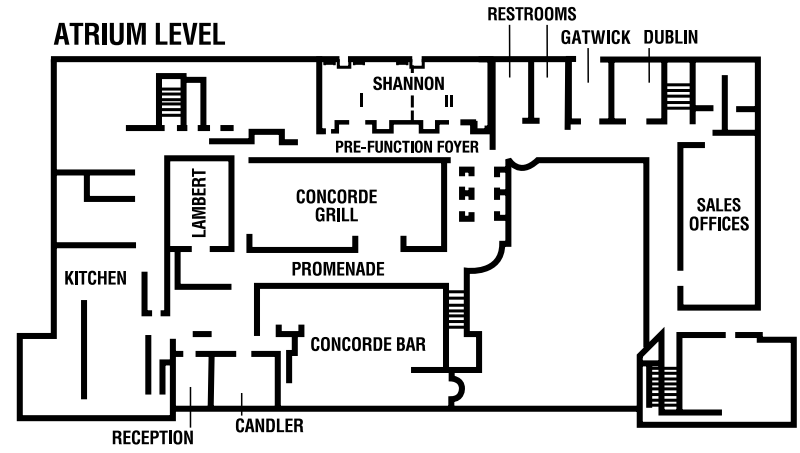 RESTROOMS
ATRIUM LEVEL
GATWICK DUBLIN
SHANNON
I II
PRE-FUNCTION FOYER
LAMBERT
CONCORDE
GRILL
SALES
OFFICES
PROMENADE
KITCHEN
CONCORDE BAR
CANDLER
RECEPTION